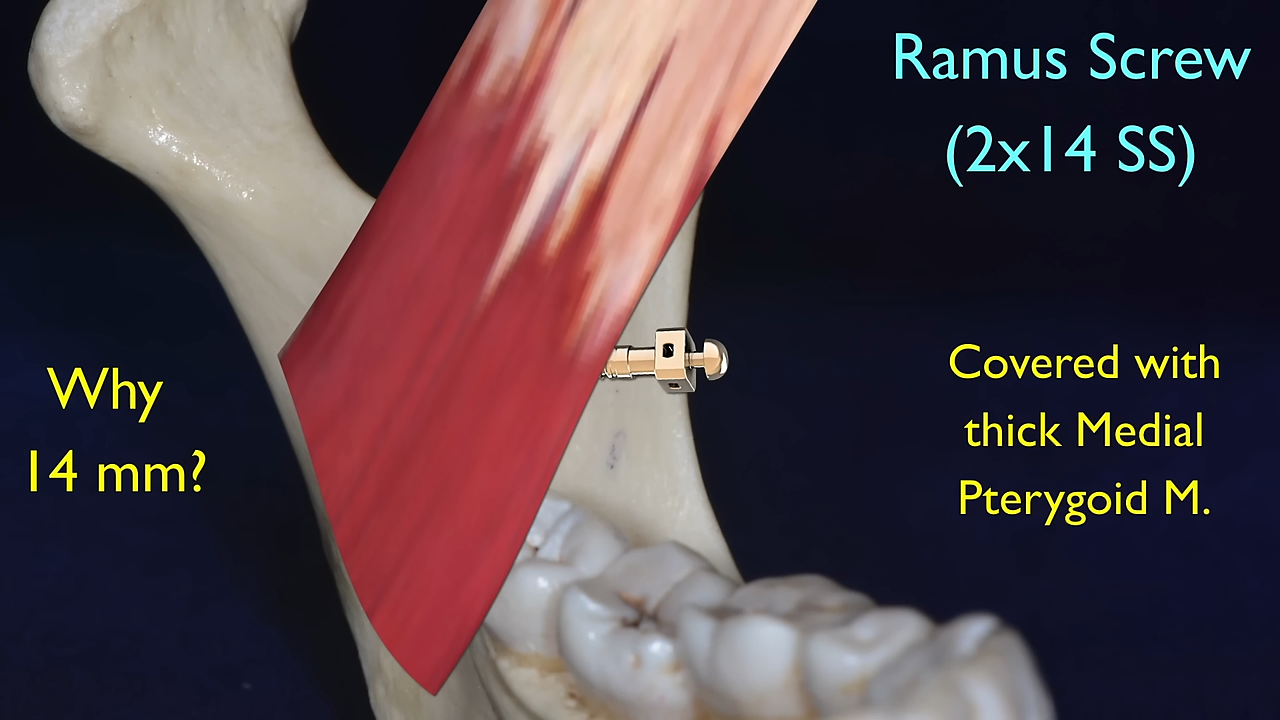 Ramus Screw
(2x14 SS)
Why
14 mm?
Covered with
thick Medial
Pterygoid M.